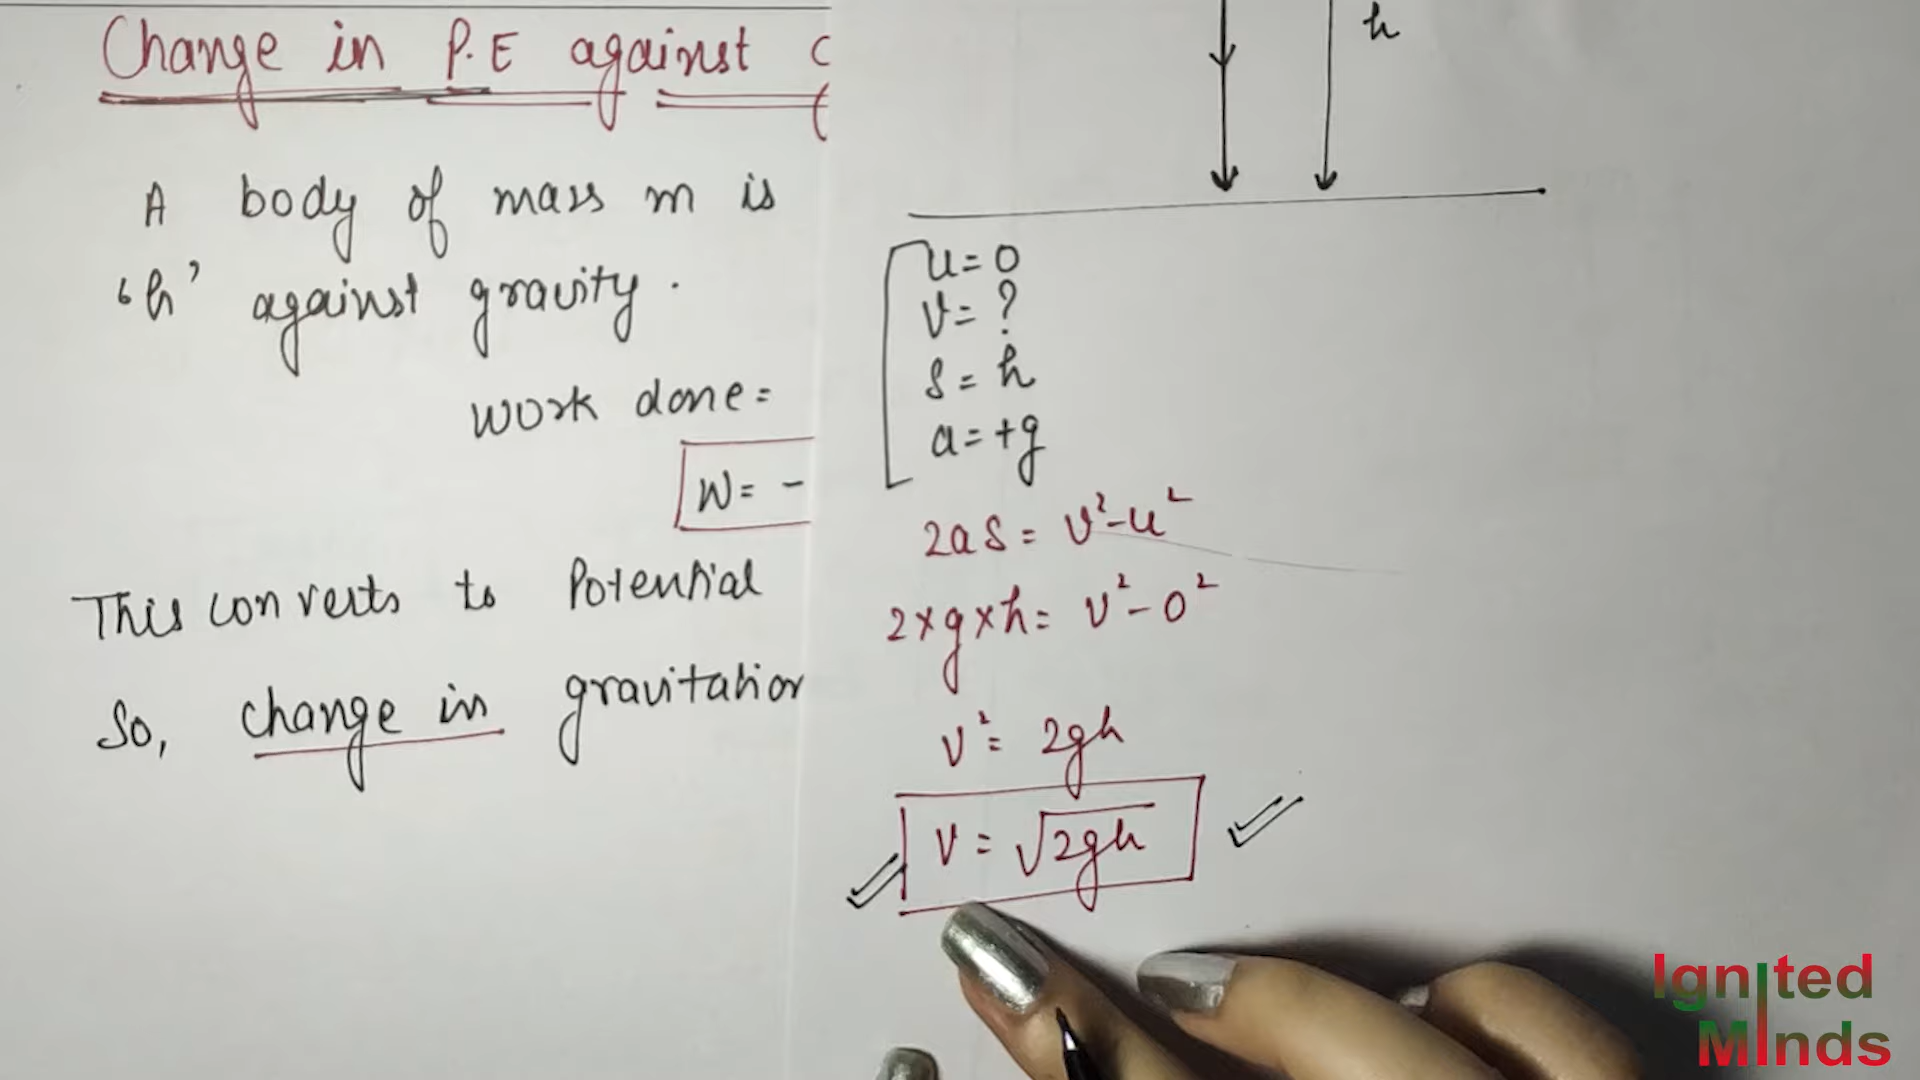 Change in P.E against
A body of mass m is
'h' against gravity.
Work done =
W = -
This converts to Potential
So, change in gravitation
h
u = 0
v = ?
s = h
a = +g
2as = v² - u²
2 × g × h = v² - 0²
v² = 2gh
v = √2gh
Ignited
Minds